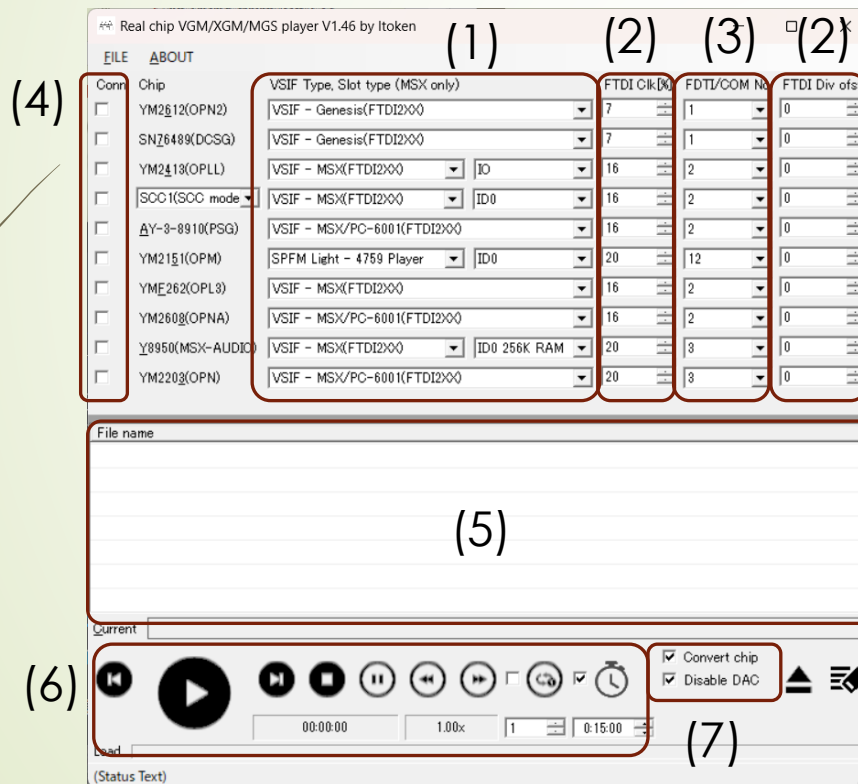 Real chip VGM/XGM/MGS player V1.46 by Itoken
(1) (2) (3) (2)
FILE ABOUT
(4)
Conn Chip VSIF Type, Slot type (MSX only) FTDI Clk[%] FDTI/COM No FTDI Div ofs
YM2612(OPN2) VSIF - Genesis(FTDI2XX) 7 1 0
SN76489(DCSG) VSIF - Genesis(FTDI2XX) 7 1 0
YM2413(OPLL) VSIF - MSX(FTDI2XX) IO 16 2 0
SCC1(SCC mode VSIF - MSX(FTDI2XX) ID0 16 2 0
AY-3-8910(PSG) VSIF - MSX/PC-6001(FTDI2XX) 16 2 0
YM2151(OPM) SPFM Light - 4759 Player ID0 20 12 0
YMF262(OPL3) VSIF - MSX(FTDI2XX) 16 2 0
YM2608(OPNA) VSIF - MSX/PC-6001(FTDI2XX) 16 2 0
Y8950(MSX-AUDIO) VSIF - MSX(FTDI2XX) ID0 256K RAM 20 3 0
YM2203(OPN) VSIF - MSX/PC-6001(FTDI2XX) 20 3 0
File name
(5)
Current
(6)
Convert chip
Disable DAC
00:00:00 1.00x 1 0:15:00
(7)
Load
(Status Text)